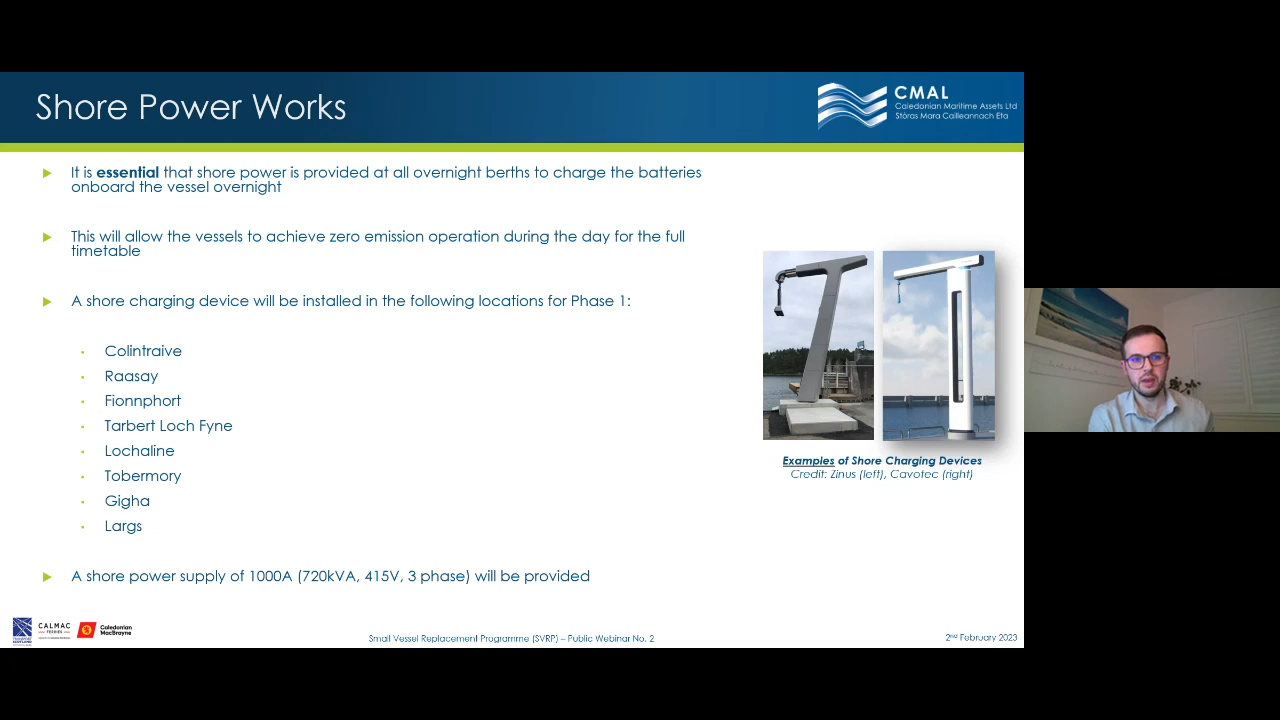 Shore Power Works
CMAL
Caledonian Maritime Assets Ltd
Stòras Mara Cailleannach Eta
It is essential that shore power is provided at all overnight berths to charge the batteries
onboard the vessel overnight
This will allow the vessels to achieve zero emission operation during the day for the full
timetable
A shore charging device will be installed in the following locations for Phase 1:
Colintraive
Raasay
Fionnphort
Tarbert Loch Fyne
Lochaline
Tobermory
Gigha
Largs
A shore power supply of 1000A (720kVA, 415V, 3 phase) will be provided
Examples of Shore Charging Devices
Credit: Zinus (left), Cavotec (right)
CALMAC
FERRIES
Caledonian
MacBrayne
Small Vessel Replacement Programme (SVRP) – Public Webinar No. 2
2nd February 2023